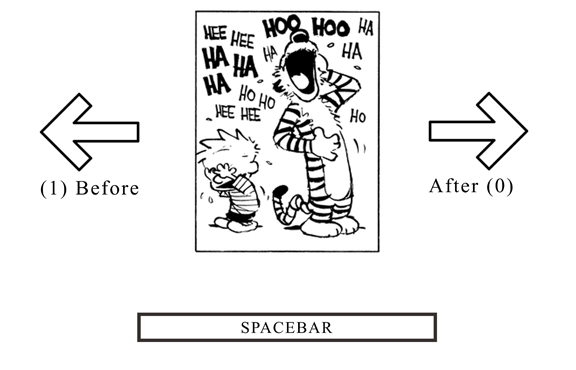 HEE HEE HOO HOO HA
HA HA HA HA
HA HO HO
HEE HEE HO
(1) Before
After (0)
SPACEBAR